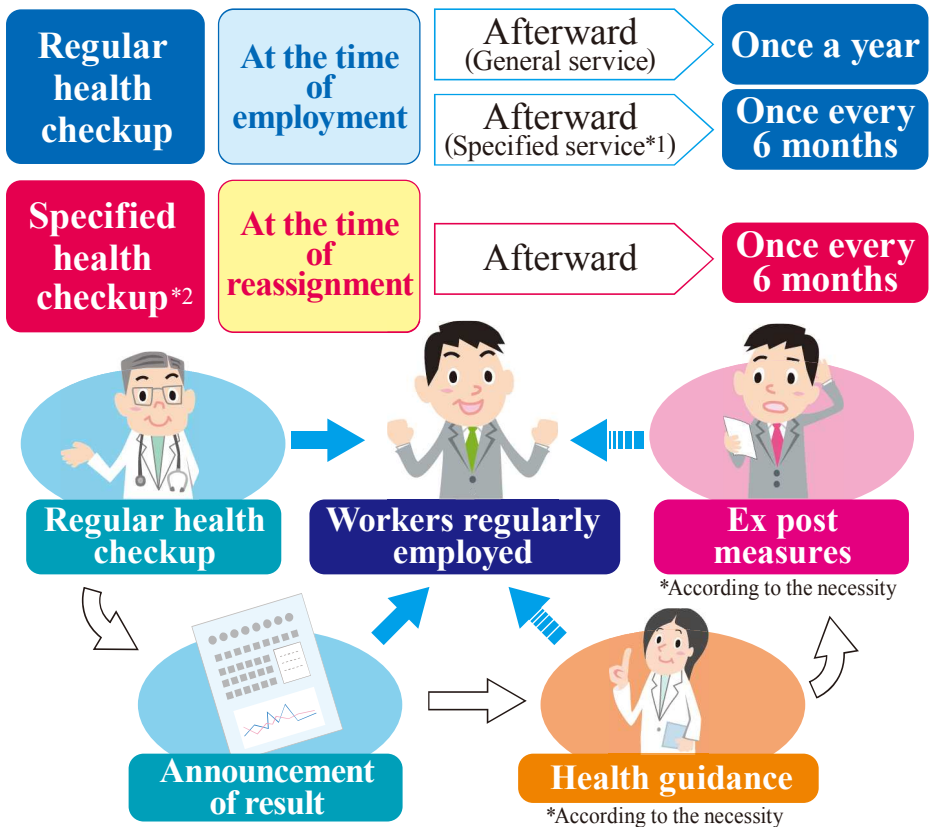 Regular
health
checkup
At the time
of
employment
Afterward
(General service)
Once a year
Afterward
(Specified service*1)
Once every
6 months
Specified
health
checkup*2
At the time
of
reassignment
Afterward
Once every
6 months
Regular health
checkup
Workers regularly
employed
Ex post
measures
*According to the necessity
Announcement
of result
Health guidance
*According to the necessity